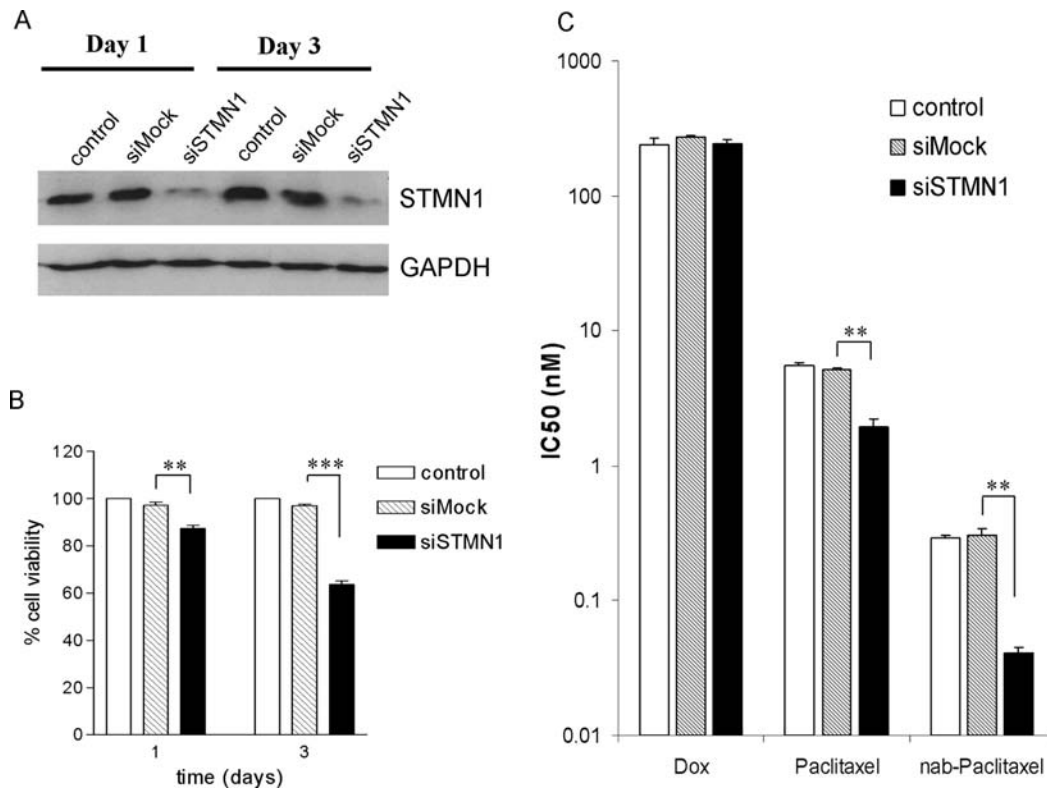 A
Day 1
Day 3
control
siMock
siSTMN1
control
siMock
siSTMN1
STMN1
GAPDH
B
% cell viability
120
100
80
60
40
20
0
**
***
control
siMock
siSTMN1
1
3
time (days)
C
IC50 (nM)
1000
100
10
1
0.1
0.01
control
siMock
siSTMN1
**
**
Dox
Paclitaxel
nab-Paclitaxel